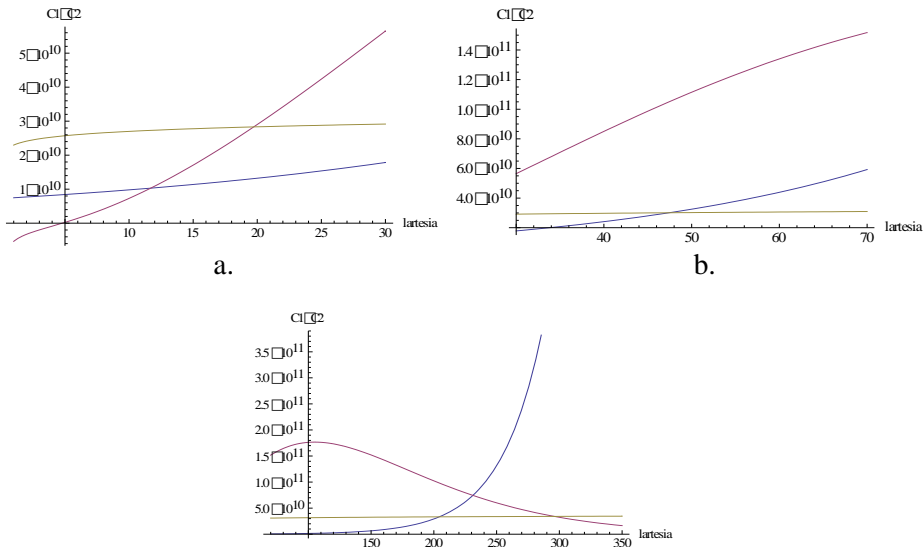 C1□C2
5□10^10
4□10^10
3□10^10
2□10^10
1□10^10
10 15 20 25 30
lartesia
a.
C1□C2
1.4□10^11
1.2□10^11
1.0□10^11
8.0□10^10
6.0□10^10
4.0□10^10
40 50 60 70
lartesia
b.
C1□C2
3.5□10^11
3.0□10^11
2.5□10^11
2.0□10^11
1.5□10^11
1.0□10^11
5.0□10^10
150 200 250 300 350
lartesia